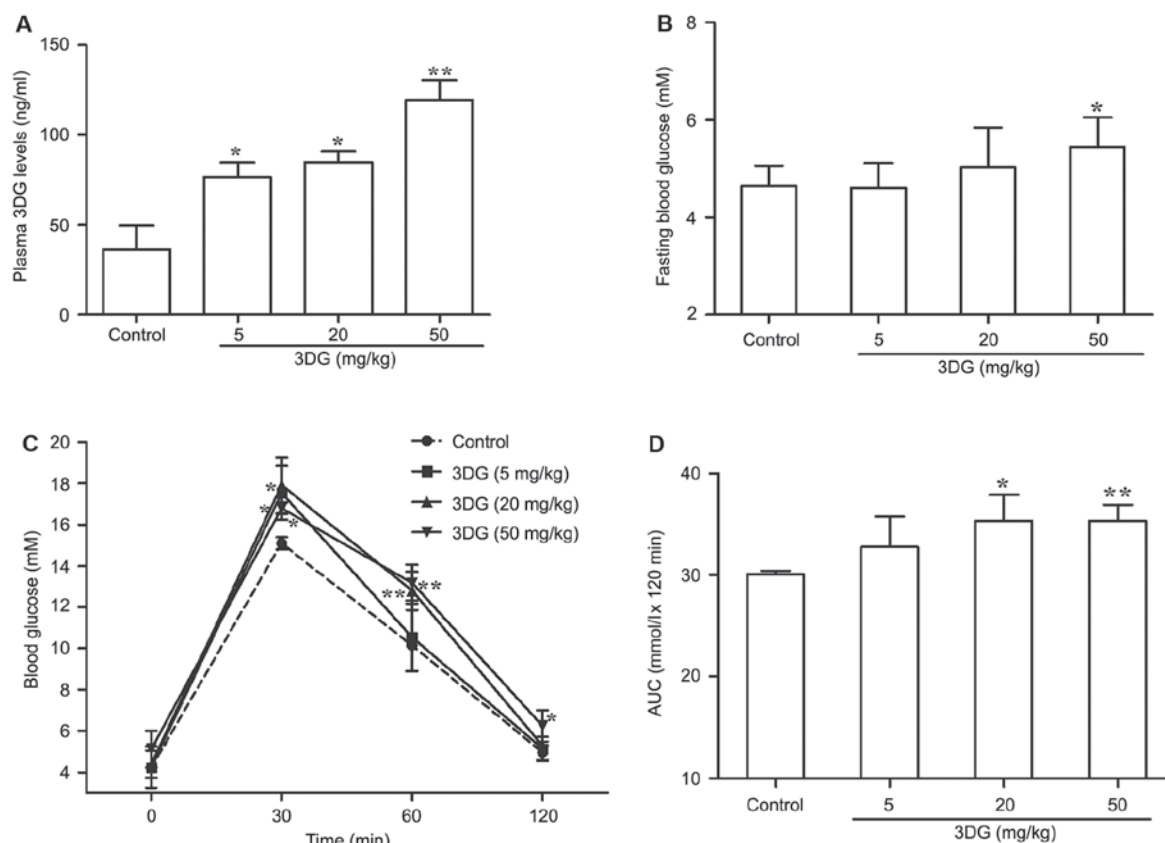 A
Plasma 3DG levels (ng/ml)
150
100
50
0
*
*
**
Control
5
20
50
3DG (mg/kg)
B
Fasting blood glucose (mM)
8
6
4
2
*
Control
5
20
50
3DG (mg/kg)
C
Blood glucose (mM)
20
18
16
14
12
10
8
6
4
Control
3DG (5 mg/kg)
3DG (20 mg/kg)
3DG (50 mg/kg)
*
*
*
**
**
*
0
30
60
120
Time (min)
D
AUC (mmol/l x 120 min)
40
30
20
10
*
**
Control
5
20
50
3DG (mg/kg)